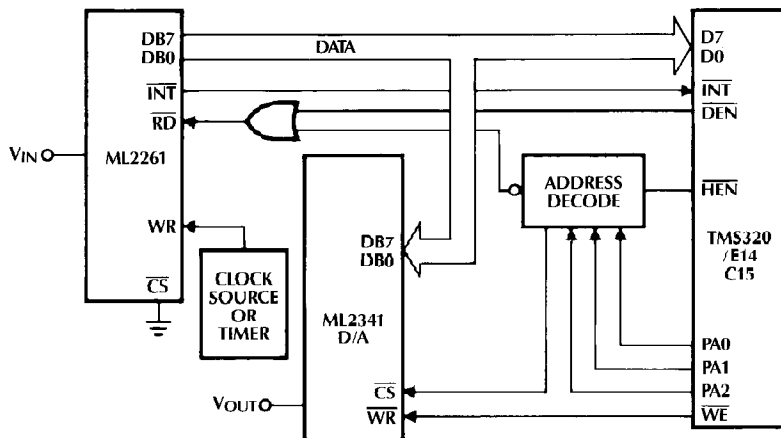 DB7
DB0
DATA
D7
D0
INT
INT
RD
DEN
VIN
ML2261
ADDRESS
DECODE
HEN
WR
DB7
DB0
TMS320
/E14
C15
CLOCK
SOURCE
OR
TIMER
CS
ML2341
D/A
PA0
PA1
PA2
VOUT
CS
WR
WE